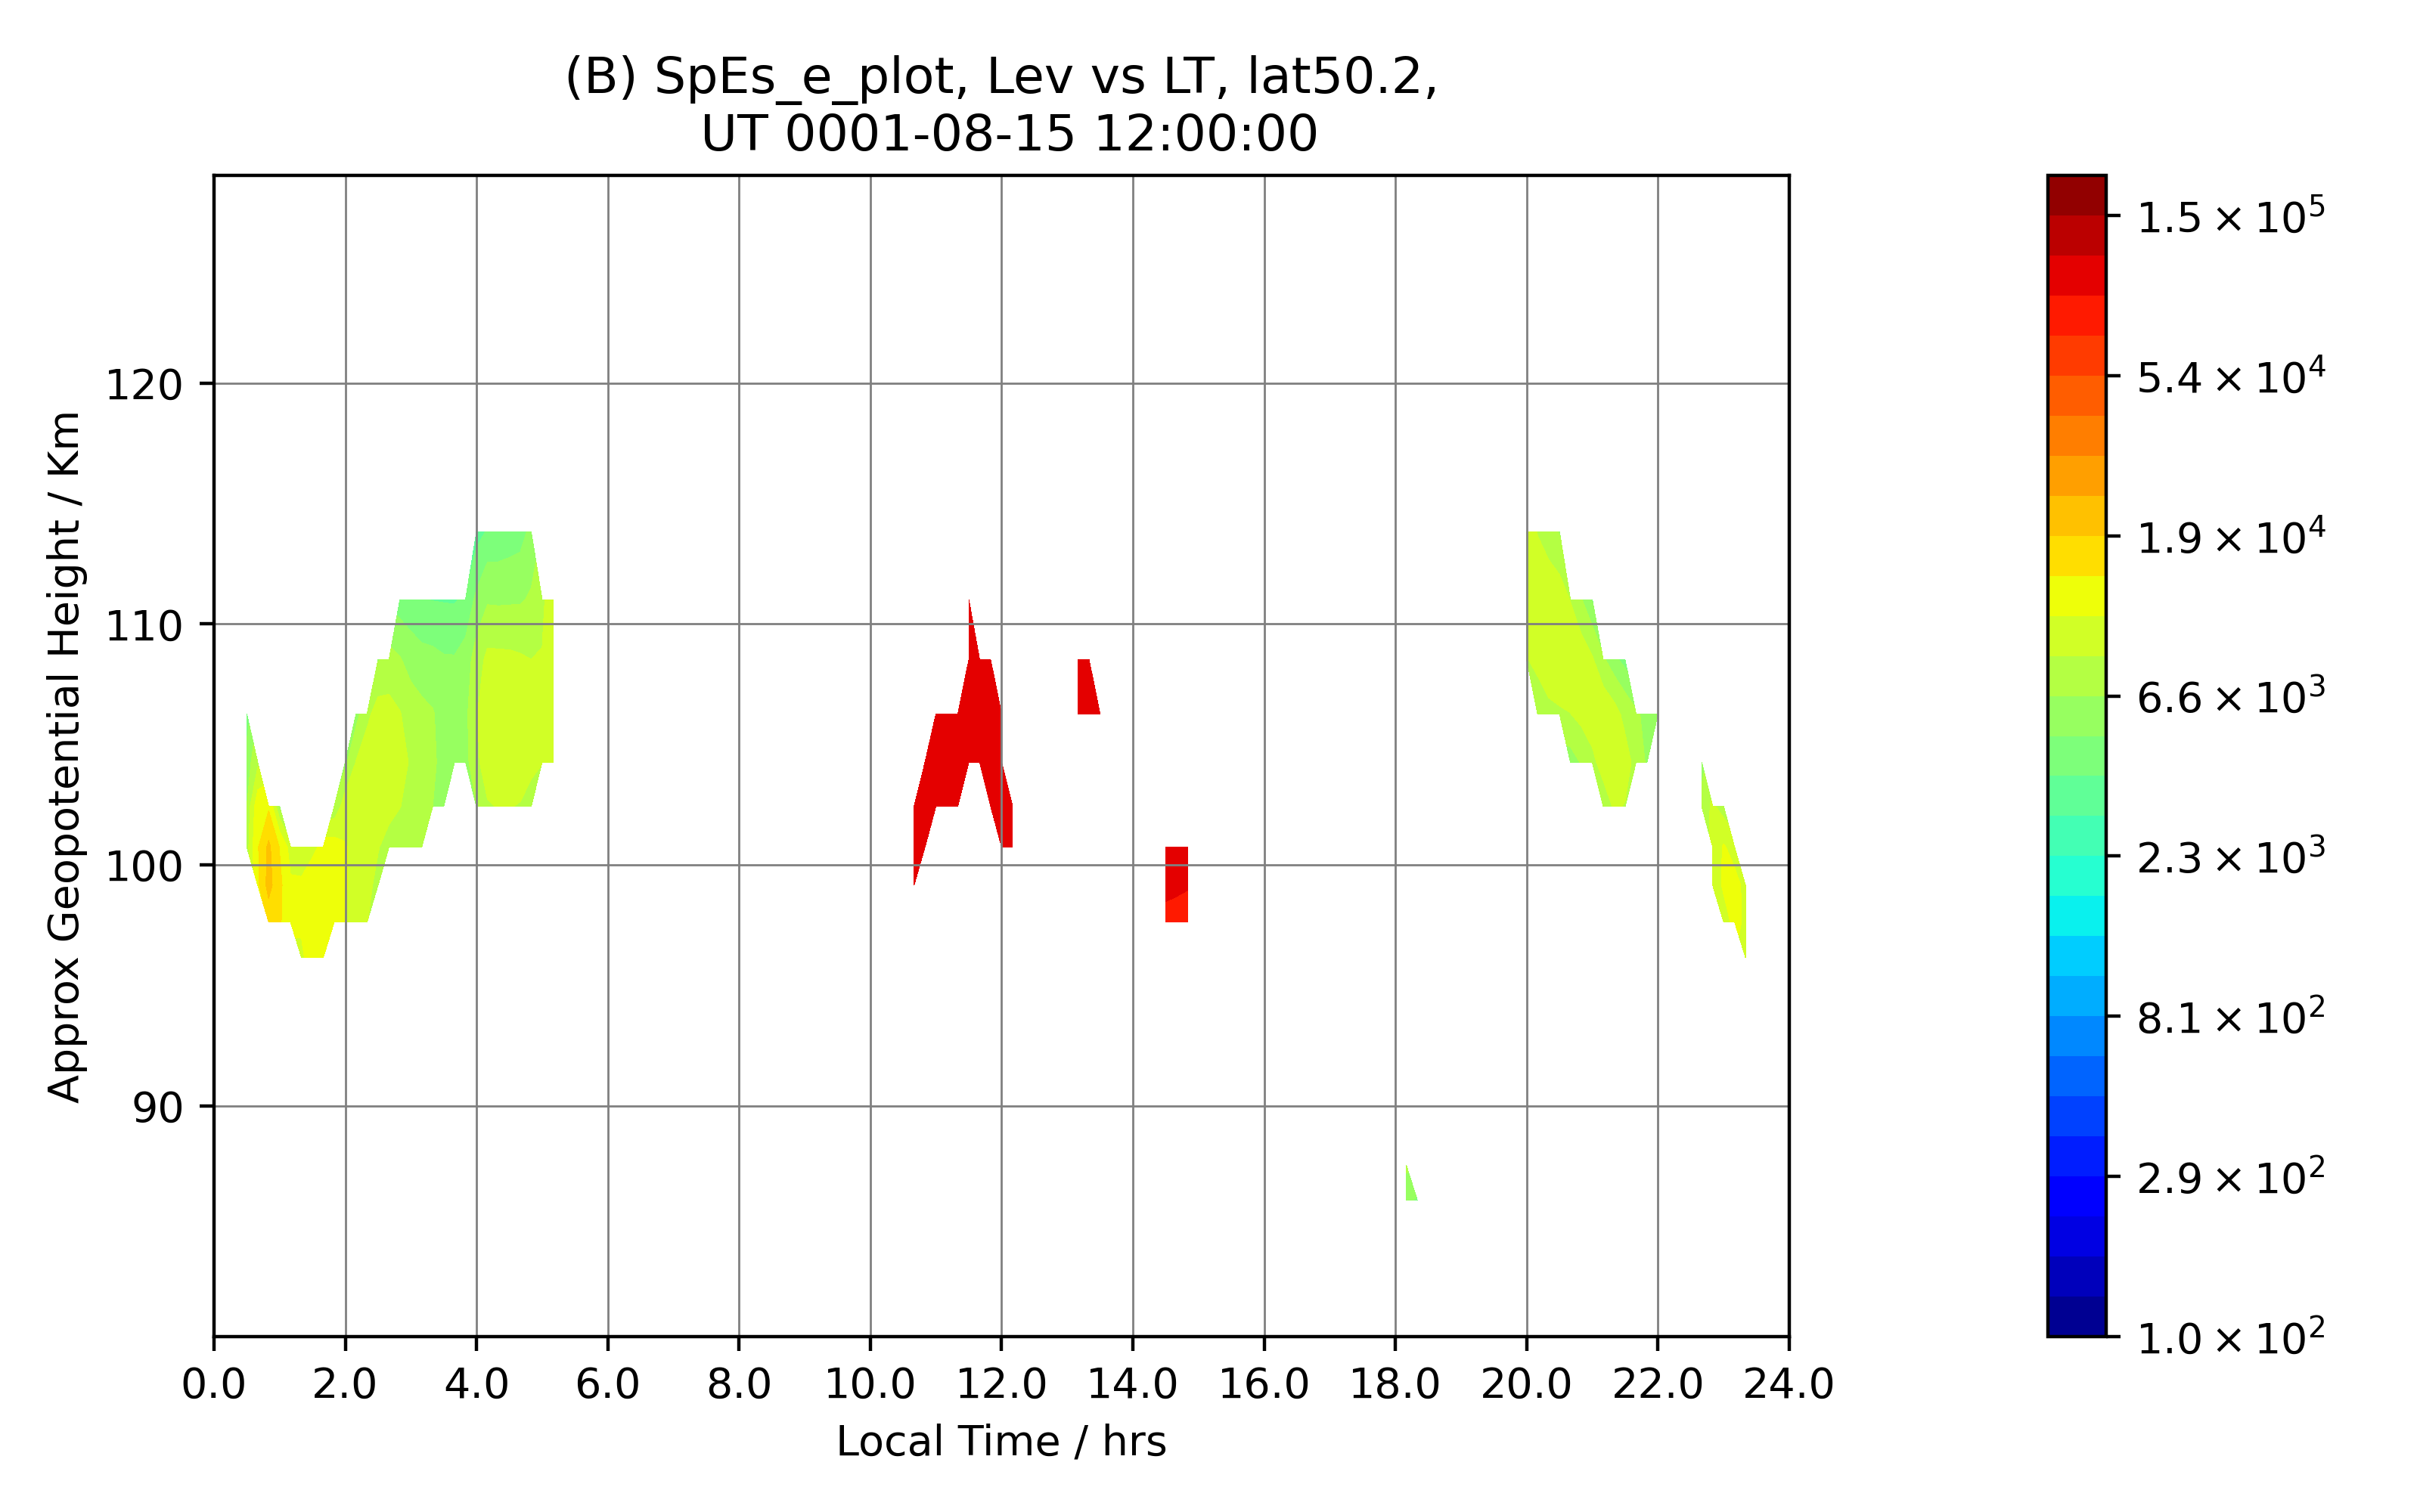 (B) SpEs_e_plot, Lev vs LT, lat50.2,
UT 0001-08-15 12:00:00
Approx Geopotential Height / Km
120
110
100
90
0.0 2.0 4.0 6.0 8.0 10.0 12.0 14.0 16.0 18.0 20.0 22.0 24.0
Local Time / hrs
1.5 × 10⁵
5.4 × 10⁴
1.9 × 10⁴
6.6 × 10³
2.3 × 10³
8.1 × 10²
2.9 × 10²
1.0 × 10²